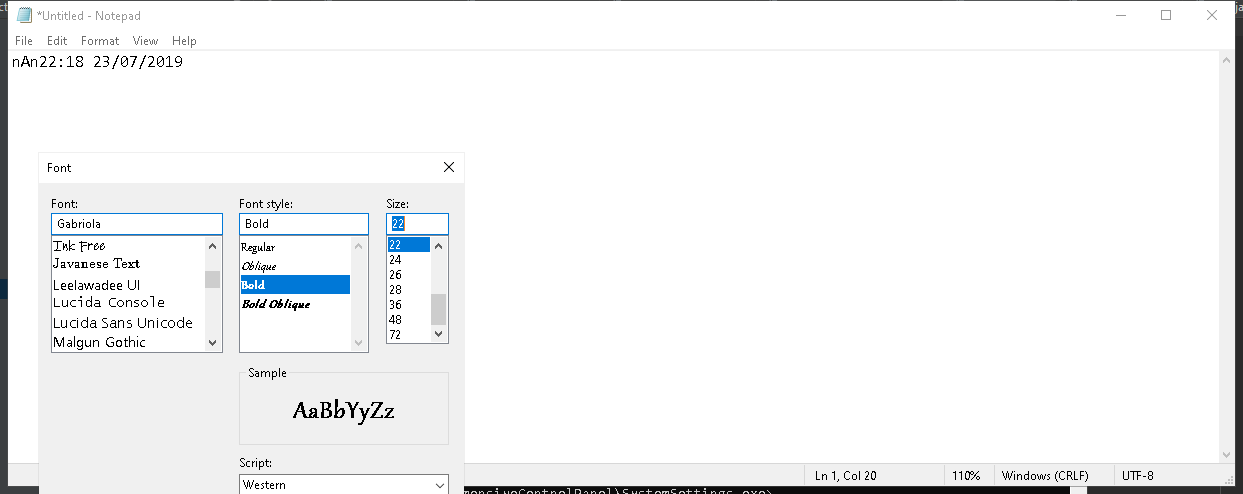 *Untitled - Notepad
File Edit Format View Help
nAn22:18 23/07/2019
Font
Font: Font style: Size:
Gabriola Bold 22
Ink Free Regular 22
Javanese Text Oblique 24
Leelawadee UI Bold 26
Lucida Console Bold Oblique 28
Lucida Sans Unicode 36
Malgun Gothic 48
72
Sample
AaBbYyZz
Script:
Western
Ln 1, Col 20 110% Windows (CRLF) UTF-8